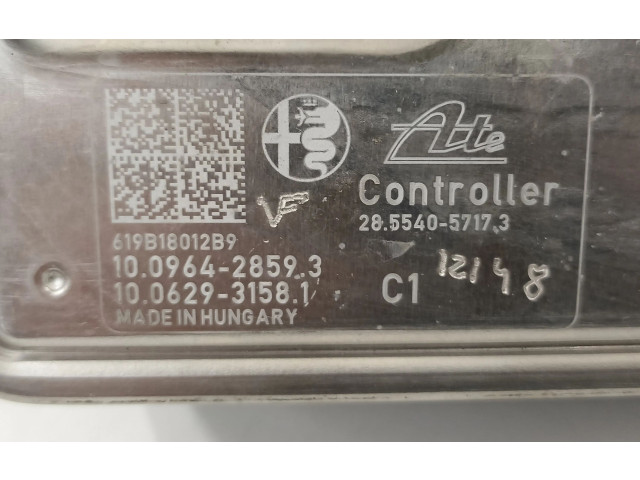 Ate
Controller
28.5540-5717.3
VF
619B18012B9
10.0964-2859.3
10.0629-3158.1
C1
12148
MADE IN HUNGARY